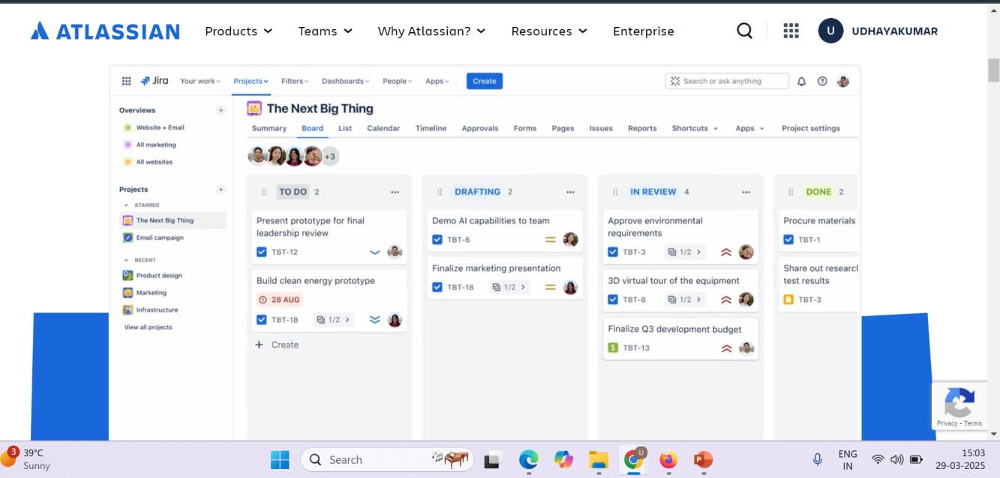 ATLASSIAN Products Teams Why Atlassian? Resources Enterprise U UDHAYAKUMAR
Jira Your work Projects Filters Dashboards People Apps Create Search or ask anything
Overviews +
Website + Email
All marketing
All websites
Projects +
STARRED
The Next Big Thing
Email campaign
RECENT
Product design
Marketing
Infrastructure
View all projects
The Next Big Thing
Summary Board List Calendar Timeline Approvals Forms Pages Issues Reports Shortcuts Apps Project settings
+3
TO DO 2
Present prototype for final
leadership review
TBT-12
Build clean energy prototype
28 AUG
TBT-18 1/2
+ Create
DRAFTING 2
Demo AI capabilities to team
TBT-6
Finalize marketing presentation
TBT-18 1/2
IN REVIEW 4
Approve environmental
requirements
TBT-3 1/2
3D virtual tour of the equipment
TBT-8 1/2
Finalize Q3 development budget
$ TBT-13
DONE 2
Procure materials
TBT-1
Share out research
test results
TBT-3
Privacy - Terms
3 39°C
Sunny
Search
U
P
ENG
IN
15:03
29-03-2025